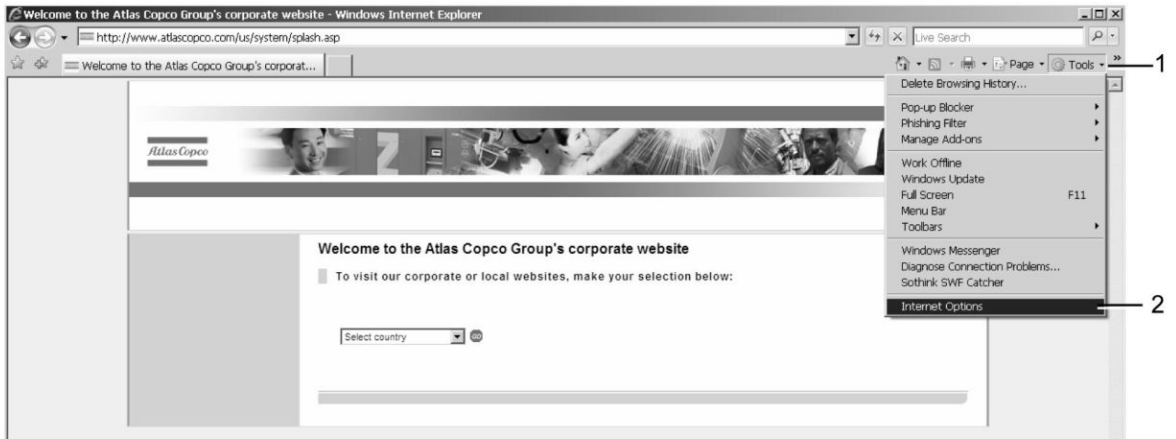 Welcome to the Atlas Copco Group's corporate website - Windows Internet Explorer
http://www.atlascopco.com/us/system/splash.asp
Live Search
Welcome to the Atlas Copco Group's corporat...
Page
Tools
1
Delete Browsing History...
Pop-up Blocker
Phishing Filter
Manage Add-ons
Work Offline
Windows Update
Full Screen F11
Menu Bar
Toolbars
Windows Messenger
Diagnose Connection Problems...
Sothink SWF Catcher
Internet Options
2
Atlas Copco
Welcome to the Atlas Copco Group's corporate website
To visit our corporate or local websites, make your selection below:
Select country